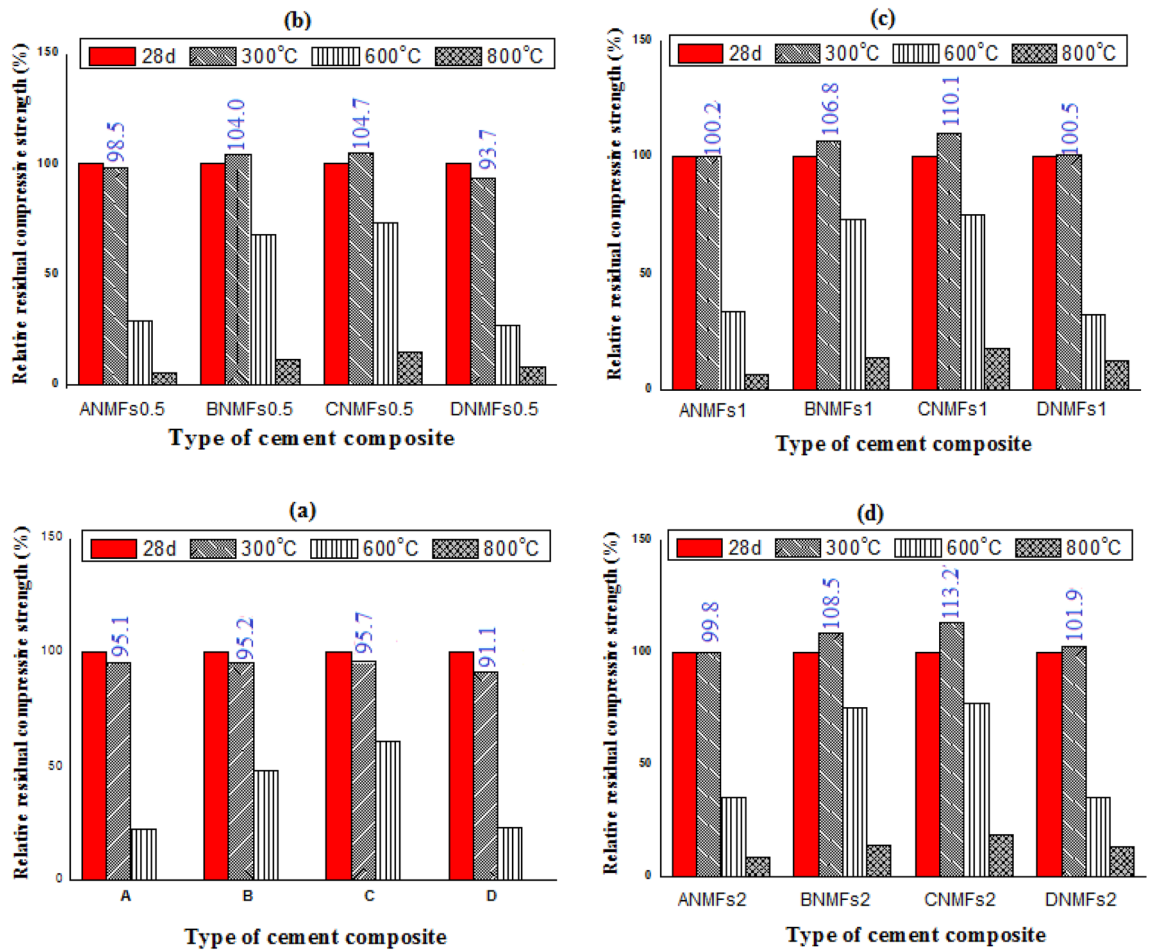 (b)
Relative residual compressive strength (%)
150
100
50
0
28d 300°C 600°C 800°C
98.5
104.0
104.7
93.7
ANMFs0.5 BNMFs0.5 CNMFs0.5 DNMFs0.5
Type of cement composite
(c)
Relative residual compressive strength (%)
150
100
50
0
28d 300°C 600°C 800°C
100.2
106.8
110.1
100.5
ANMFs1 BNMFs1 CNMFs1 DNMFs1
Type of cement composite
(a)
Relative residual compressive strength (%)
150
100
50
0
28d 300°C 600°C 800°C
95.1
95.2
95.7
91.1
A B C D
Type of cement composite
(d)
Relative residual compressive strength (%)
150
100
50
0
28d 300°C 600°C 800°C
99.8
108.5
113.2
101.9
ANMFs2 BNMFs2 CNMFs2 DNMFs2
Type of cement composite